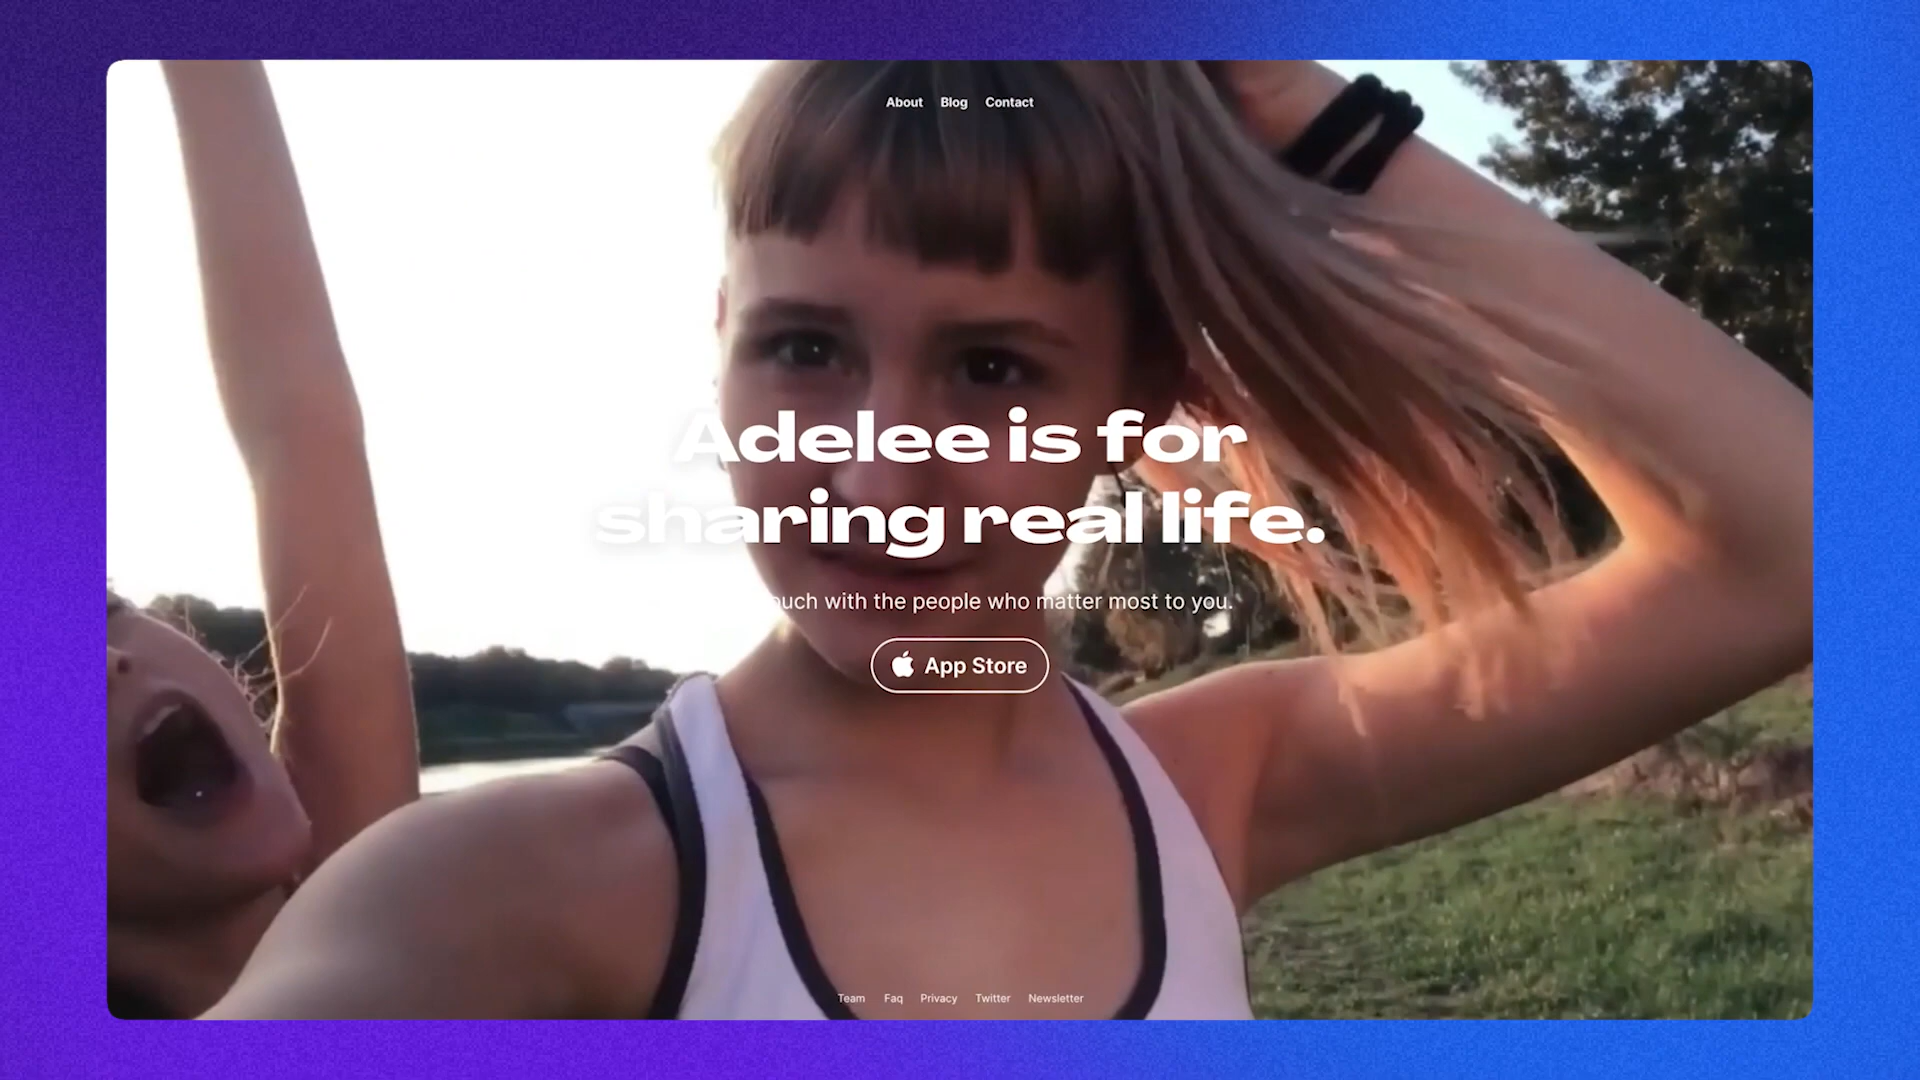 About Blog Contact
Adelee is for
sharing real life.
touch with the people who matter most to you.
App Store
Team Faq Privacy Twitter Newsletter